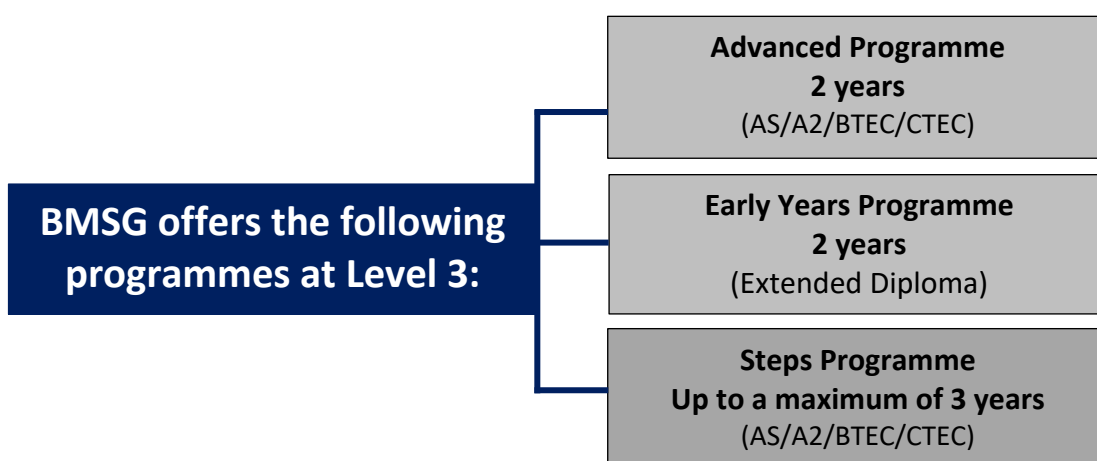 BMSG offers the following
programmes at Level 3:
Advanced Programme
2 years
(AS/A2/BTEC/CTEC)
Early Years Programme
2 years
(Extended Diploma)
Steps Programme
Up to a maximum of 3 years
(AS/A2/BTEC/CTEC)